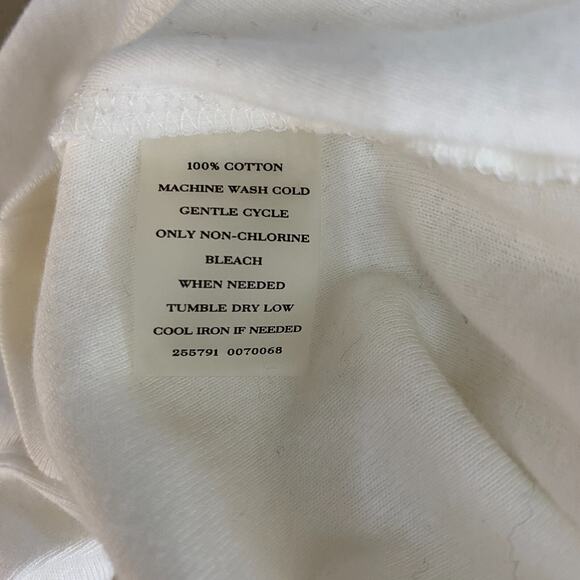 100% COTTON
MACHINE WASH COLD
GENTLE CYCLE
ONLY NON-CHLORINE
BLEACH
WHEN NEEDED
TUMBLE DRY LOW
COOL IRON IF NEEDED
255791 0070068